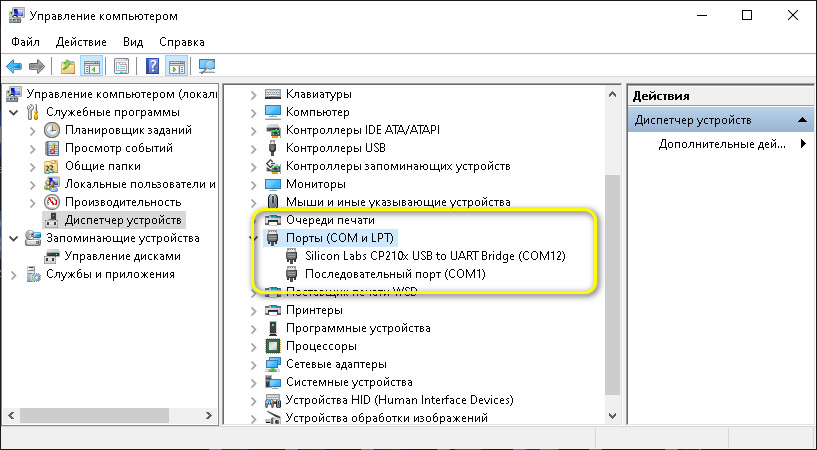 Управление компьютером
Файл Действие Вид Справка
Управление компьютером (локаль
Служебные программы
Планировщик заданий
Просмотр событий
Общие папки
Локальные пользователи и
Производительность
Диспетчер устройств
Запоминающие устройства
Управление дисками
Службы и приложения
Клавиатуры
Компьютер
Контроллеры IDE ATA/ATAPI
Контроллеры USB
Контроллеры запоминающих устройств
Мониторы
Мыши и иные указывающие устройства
Очереди печати
Порты (COM и LPT)
Silicon Labs CP210x USB to UART Bridge (COM12)
Последовательный порт (COM1)
Поставщик печати WSD
Принтеры
Программные устройства
Процессоры
Сетевые адаптеры
Системные устройства
Устройства HID (Human Interface Devices)
Устройства обработки изображений
Действия
Диспетчер устройств
Дополнительные дей...